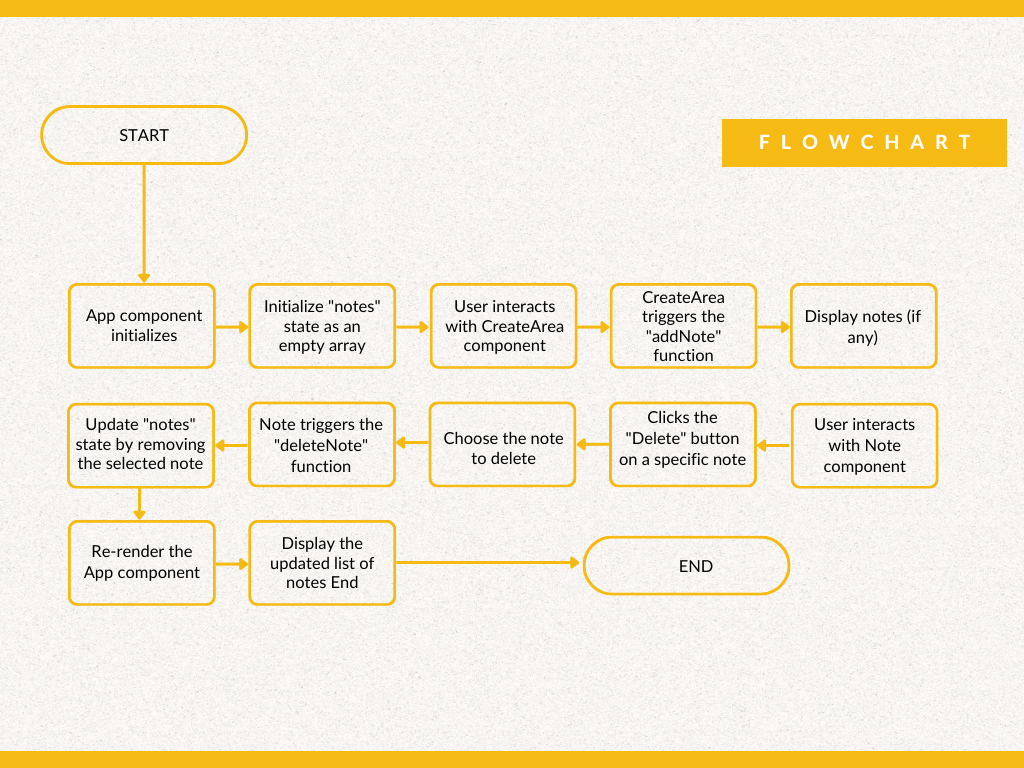 START
FLOWCHART
App component
initializes
Initialize "notes"
state as an
empty array
User interacts
with CreateArea
component
CreateArea
triggers the
"addNote"
function
Display notes (if
any)
Update "notes"
state by removing
the selected note
Note triggers the
"deleteNote"
function
Choose the note
to delete
Clicks the
"Delete" button
on a specific note
User interacts
with Note
component
Re-render the
App component
Display the
updated list of
notes End
END